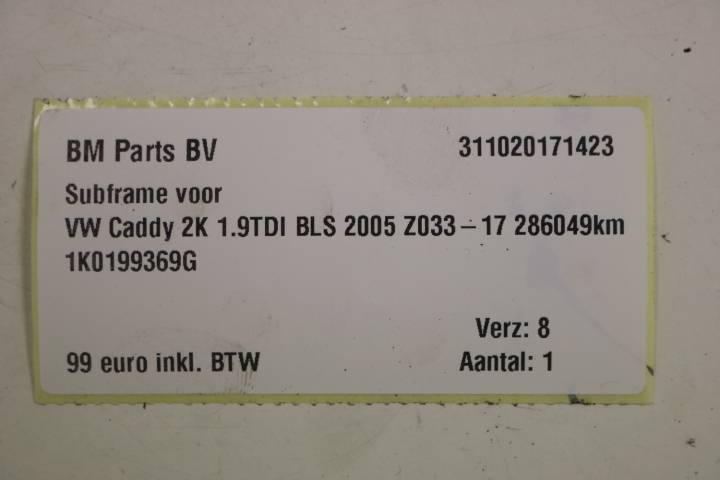 BM Parts BV 311020171423
Subframe voor
VW Caddy 2K 1.9TDI BLS 2005 Z033 – 17 286049km
1K0199369G
Verz: 8
99 euro inkl. BTW Aantal: 1